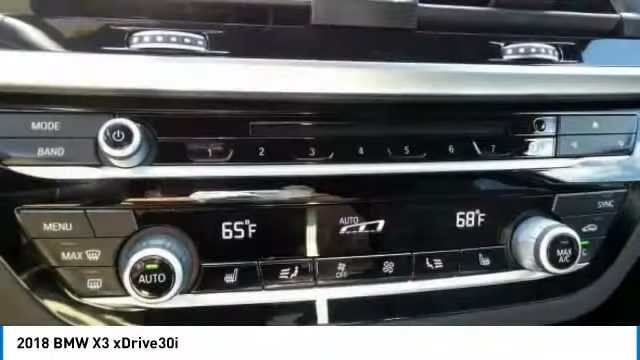 MODE
BAND
1 2 3 4 5 6 7
65°F
AUTO
68°F
MENU
SYNC
MAX
AUTO
OFF
MAX
A/C
2018 BMW X3 xDrive30i